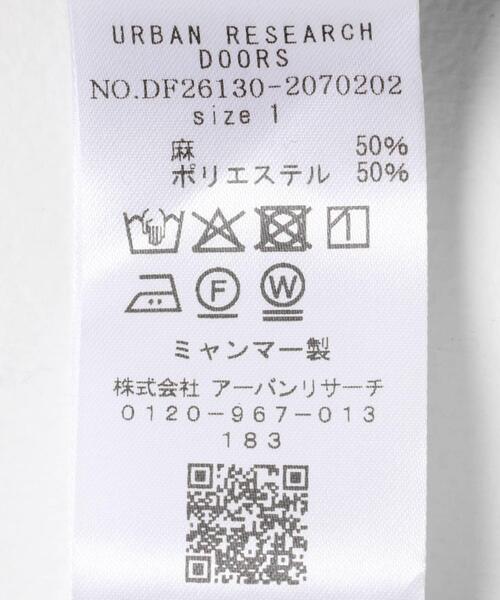 URBAN RESEARCH
DOORS
NO.DF26130-2070202
size 1
麻 50%
ポリエステル 50%
F W
ミャンマー製
株式会社 アーバンリサーチ
0120-967-013
183